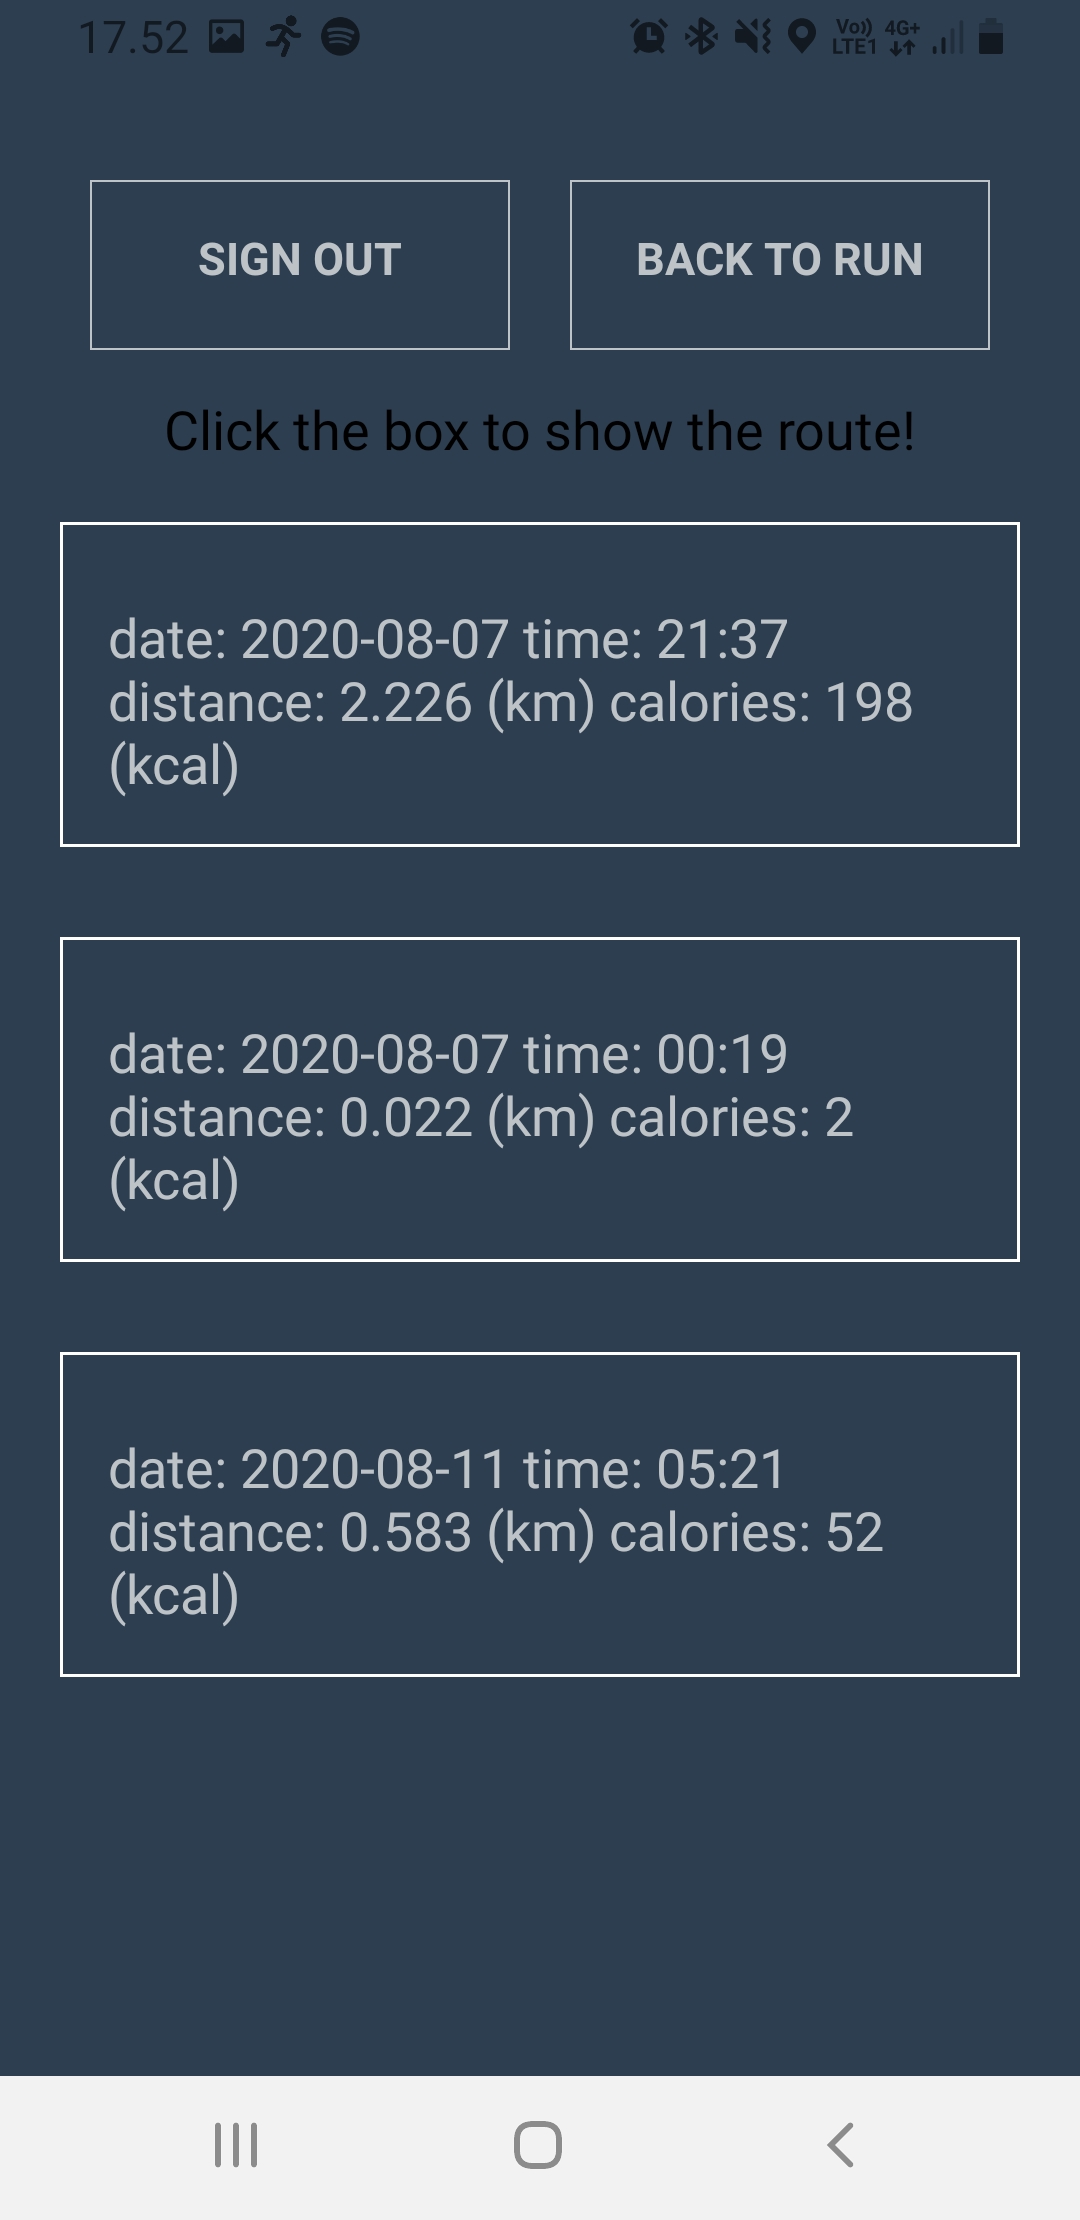 17.52
Vo)) LTE1 4G+
SIGN OUT
BACK TO RUN
Click the box to show the route!
date: 2020-08-07 time: 21:37
distance: 2.226 (km) calories: 198
(kcal)
date: 2020-08-07 time: 00:19
distance: 0.022 (km) calories: 2
(kcal)
date: 2020-08-11 time: 05:21
distance: 0.583 (km) calories: 52
(kcal)